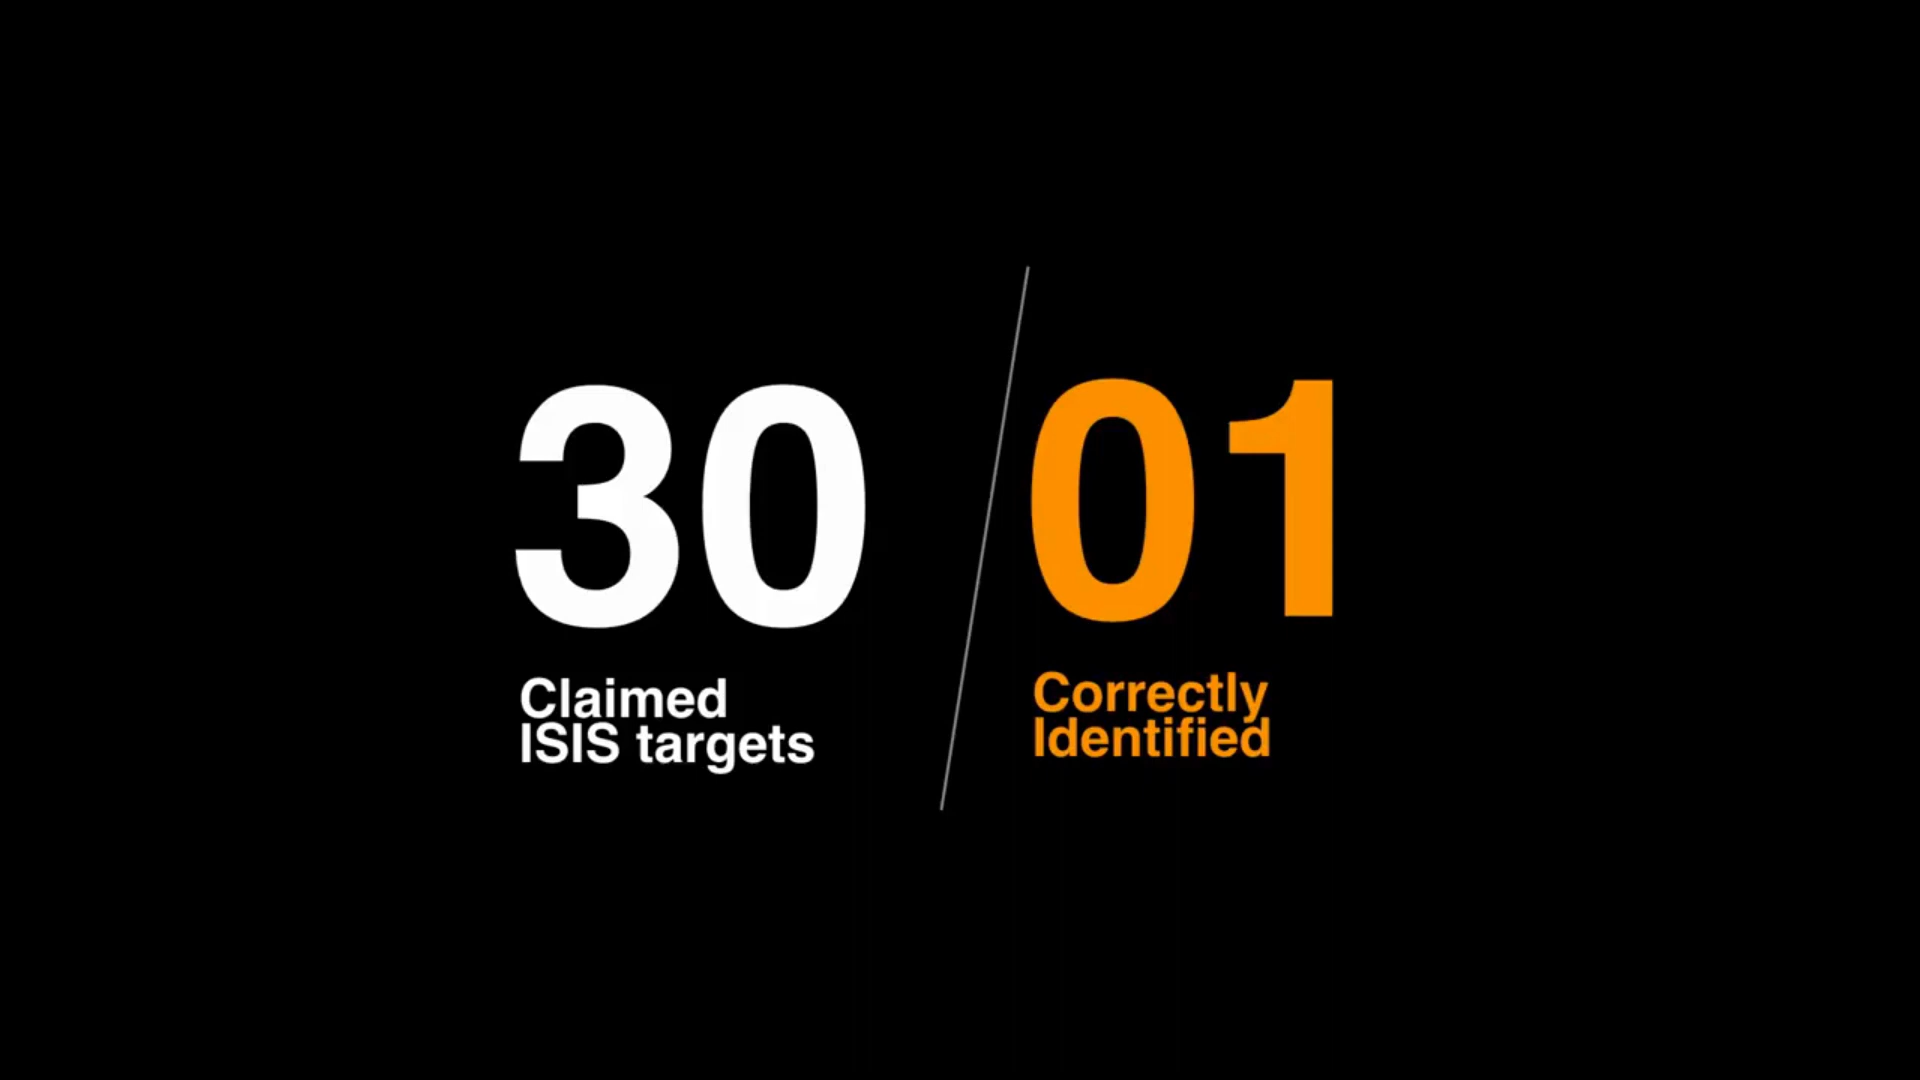 30
Claimed
ISIS targets
01
Correctly
Identified